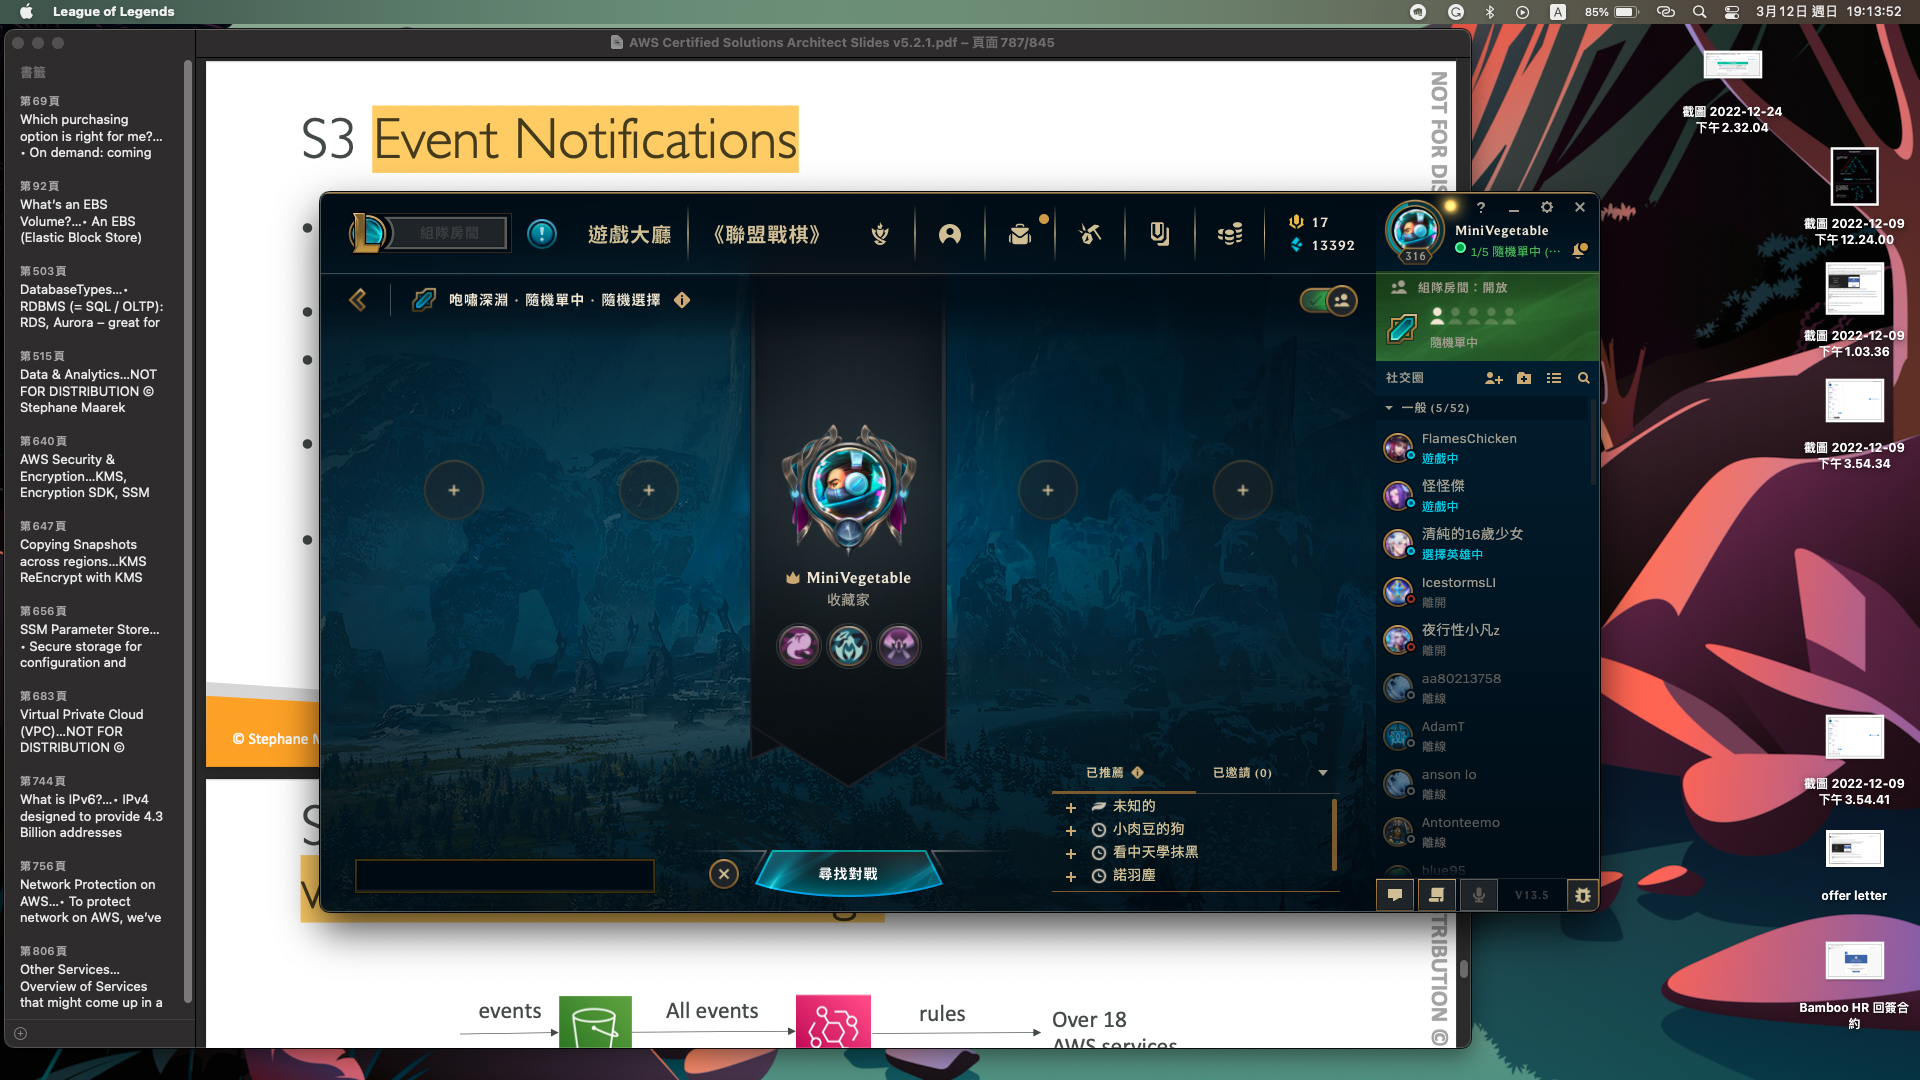 League of Legends
A
85%
3月12日 週日 19:13:52
AWS Certified Solutions Architect Slides v5.2.1.pdf – 頁面 787/845
書籤
第69頁
Which purchasing
option is right for me?...
• On demand: coming
第92頁
What's an EBS
Volume?...• An EBS
(Elastic Block Store)
第503頁
DatabaseTypes...•
RDBMS (= SQL / OLTP):
RDS, Aurora – great for
第515頁
Data & Analytics...NOT
FOR DISTRIBUTION ©
Stephane Maarek
第640頁
AWS Security &
Encryption...KMS,
Encryption SDK, SSM
第647頁
Copying Snapshots
across regions...KMS
ReEncrypt with KMS
第656頁
SSM Parameter Store...
• Secure storage for
configuration and
第683頁
Virtual Private Cloud
(VPC)...NOT FOR
DISTRIBUTION ©
第744頁
What is IPv6?...• IPv4
designed to provide 4.3
Billion addresses
第756頁
Network Protection on
AWS...• To protect
network on AWS, we've
第806頁
Other Services...
Overview of Services
that might come up in a
S3 Event Notifications
NOT FOR DIS
© Stephane M
組隊房間
遊戲大廳
《聯盟戰棋》
17
13392
316
MiniVegetable
1/5 隨機單中 (···
咆嘯深淵 · 隨機單中 · 隨機選擇
組隊房間：開放
隨機單中
社交圈
一般 (5/52)
FlamesChicken
遊戲中
怪怪傑
遊戲中
清純的16歲少女
選擇英雄中
IcestormsLI
離開
夜行性小凡z
離開
aa80213758
離線
AdamT
離線
anson lo
離線
Antonteemo
離線
blue95
V13.5
MiniVegetable
收藏家
已推薦
已邀請 (0)
未知的
小肉豆的狗
看中天學抹黑
諾羽塵
尋找對戰
TRIBUTION ©
events
All events
rules
Over 18
AWS services
截圖 2022-12-24
下午2.32.04
截圖 2022-12-09
下午12.24.00
截圖 2022-12-09
下午1.03.36
截圖 2022-12-09
下午3.54.34
截圖 2022-12-09
下午3.54.41
offer letter
Bamboo HR 回簽合
約